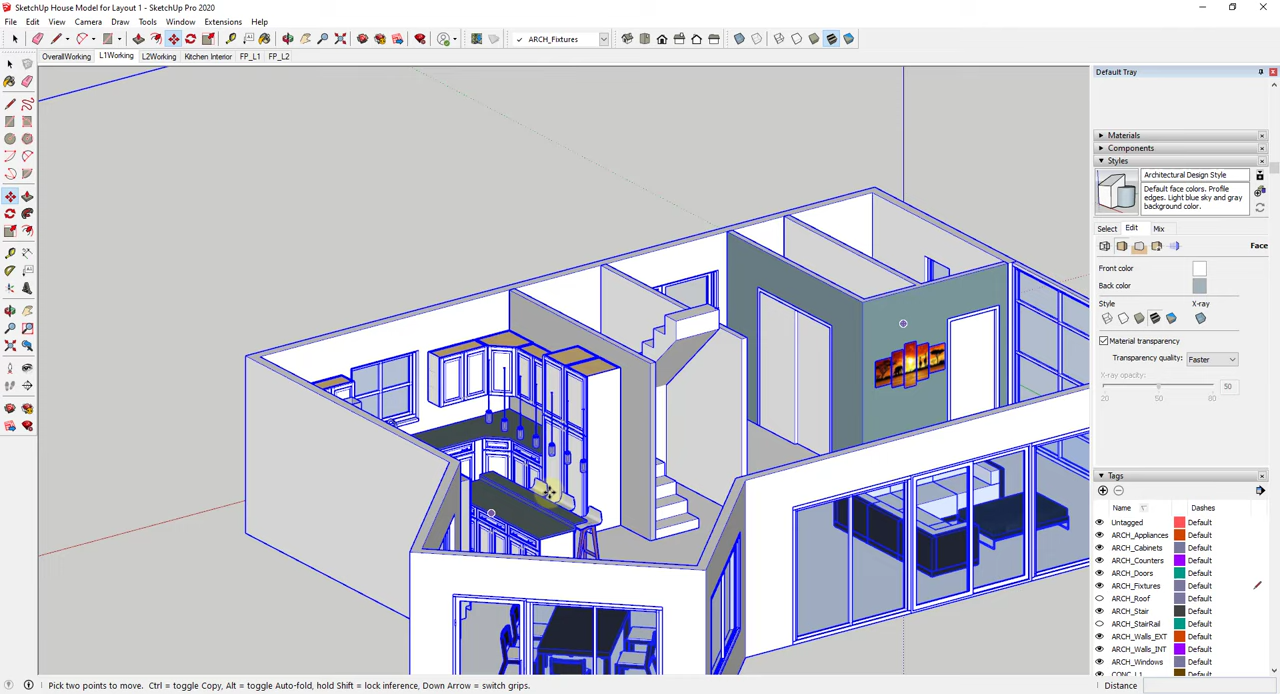 SketchUp House Model for Layout 1 - SketchUp Pro 2020
File Edit View Camera Draw Tools Window Extensions Help
ARCH_Fixtures
OverallWorking L1Working L2Working Kitchen Interior FP_L1 FP_L2
Default Tray
Materials
Components
Styles
Architectural Design Style
Default face colors. Profile
edges. Light blue sky and gray
background color.
Select Edit Mix
Face
Front color
Back color
Style X-ray
Material transparency
Transparency quality: Faster
X-ray opacity: 50
20 50 80
Tags
Name Dashes
Untagged Default
ARCH_Appliances Default
ARCH_Cabinets Default
ARCH_Counters Default
ARCH_Doors Default
ARCH_Fixtures Default
ARCH_Roof Default
ARCH_Stair Default
ARCH_StairRail Default
ARCH_Walls_EXT Default
ARCH_Walls_INT Default
ARCH_Windows Default
CONC_L1 Default
Pick two points to move. Ctrl = toggle Copy, Alt = toggle Auto-fold, hold Shift = lock inference, Down Arrow = switch grips.
Distance